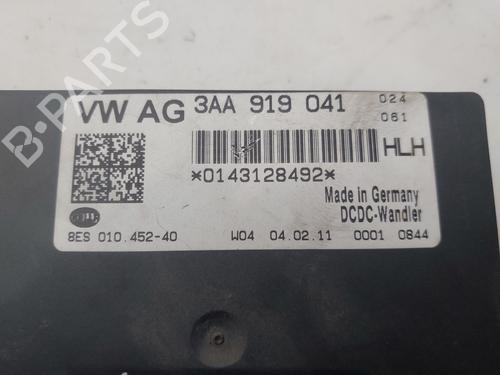 VW AG 3AA 919 041 024
061
HLH
*0143128492*
Made in Germany
DCDC-Wandler
8ES 010.452-40 W04 04.02.11 0001 0844
B-PARTS